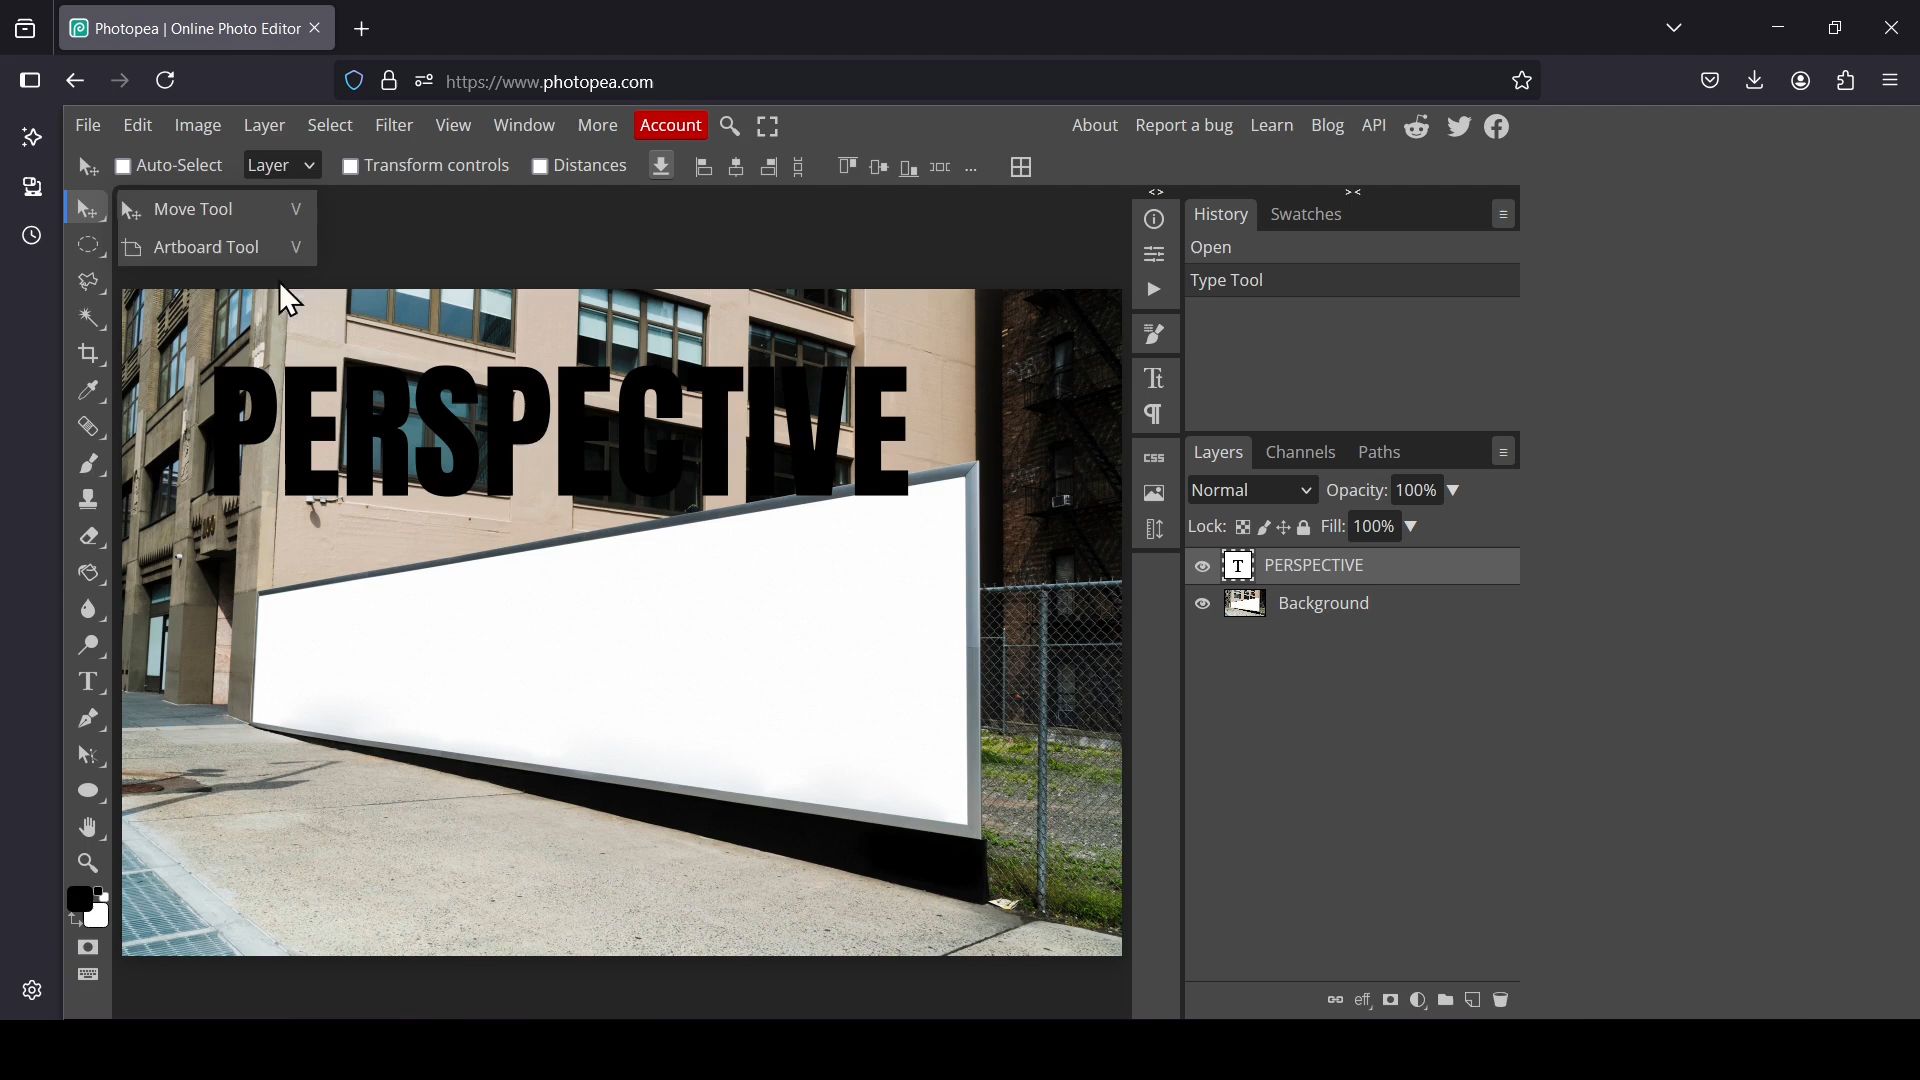 Photopea | Online Photo Editor
https://www.photopea.com
File Edit Image Layer Select Filter View Window More Account
About Report a bug Learn Blog API
Auto-Select Layer Transform controls Distances ...
Move Tool V
Artboard Tool V
History Swatches
Open
Type Tool
PERSPECTIVE
CSS
Layers Channels Paths
Normal Opacity: 100%
Lock: Fill: 100%
T PERSPECTIVE
Background
eff